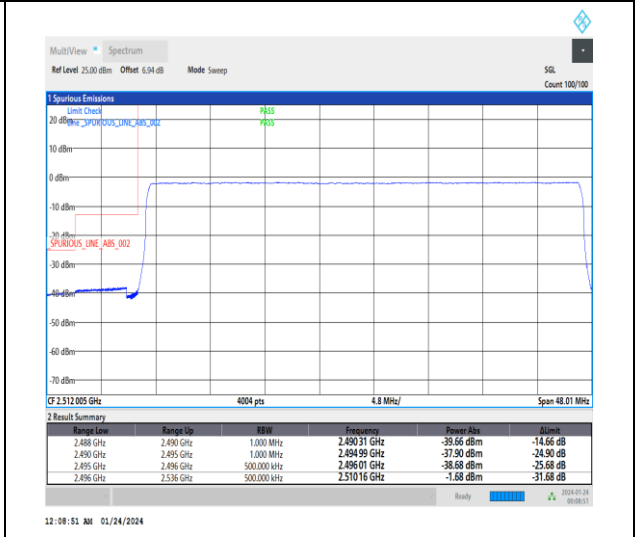 MultiView Spectrum
Ref Level 25.00 dBm Offset 6.94 dB Mode Sweep SGL
Count 100/100
1 Spurious Emissions
Limit Check PASS
20 dBm Line _SPURIOUS_LINE_ABS_002 PASS
10 dBm
0 dBm
-10 dBm
-20 dBm
SPURIOUS_LINE_ABS_002
-30 dBm
-40 dBm
-50 dBm
-60 dBm
-70 dBm
CF 2.512 005 GHz 4004 pts 4.8 MHz/ Span 48.01 MHz
2 Result Summary
Range Low Range Up RBW Frequency Power Abs ΔLimit
2.488 GHz 2.490 GHz 1.000 MHz 2.490 31 GHz -39.66 dBm -14.66 dB
2.490 GHz 2.495 GHz 1.000 MHz 2.494 99 GHz -37.90 dBm -24.90 dB
2.495 GHz 2.496 GHz 500.000 kHz 2.496 01 GHz -38.68 dBm -25.68 dB
2.496 GHz 2.536 GHz 500.000 kHz 2.510 16 GHz -1.68 dBm -31.68 dB
Ready 2024-01-24
00:08:51
12:08:51 AM 01/24/2024